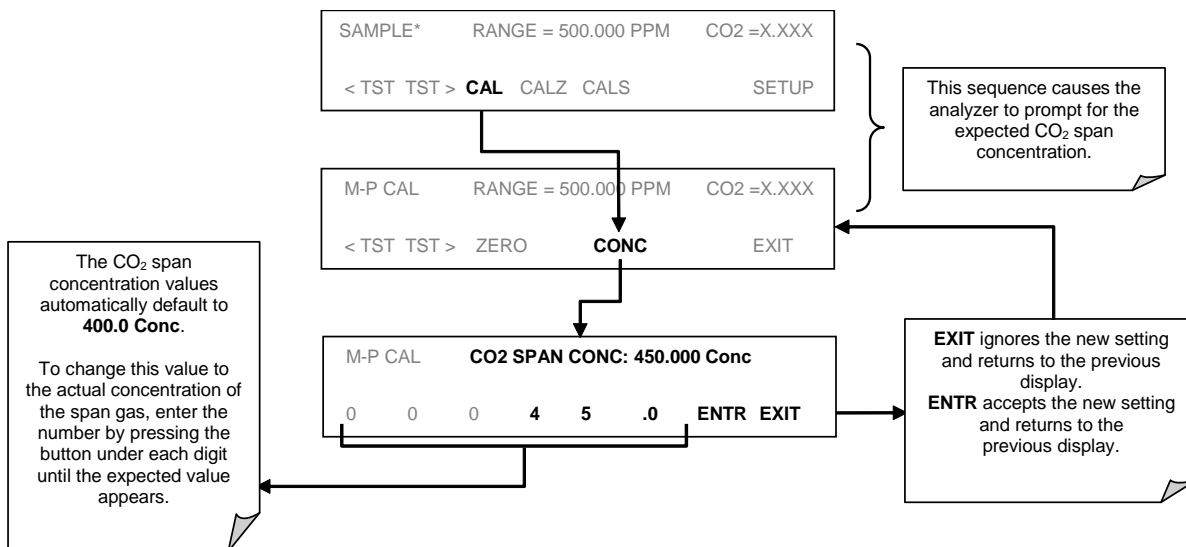 SAMPLE* RANGE = 500.000 PPM CO2 =X.XXX
< TST TST > CAL CALZ CALS SETUP
This sequence causes the
analyzer to prompt for the
expected CO₂ span
concentration.
M-P CAL RANGE = 500.000 PPM CO2 =X.XXX
< TST TST > ZERO CONC EXIT
The CO₂ span
concentration values
automatically default to
400.0 Conc.
To change this value to
the actual concentration of
the span gas, enter the
number by pressing the
button under each digit
until the expected value
appears.
M-P CAL CO2 SPAN CONC: 450.000 Conc
0 0 0 4 5 .0 ENTR EXIT
EXIT ignores the new setting
and returns to the previous
display.
ENTR accepts the new setting
and returns to the
previous display.